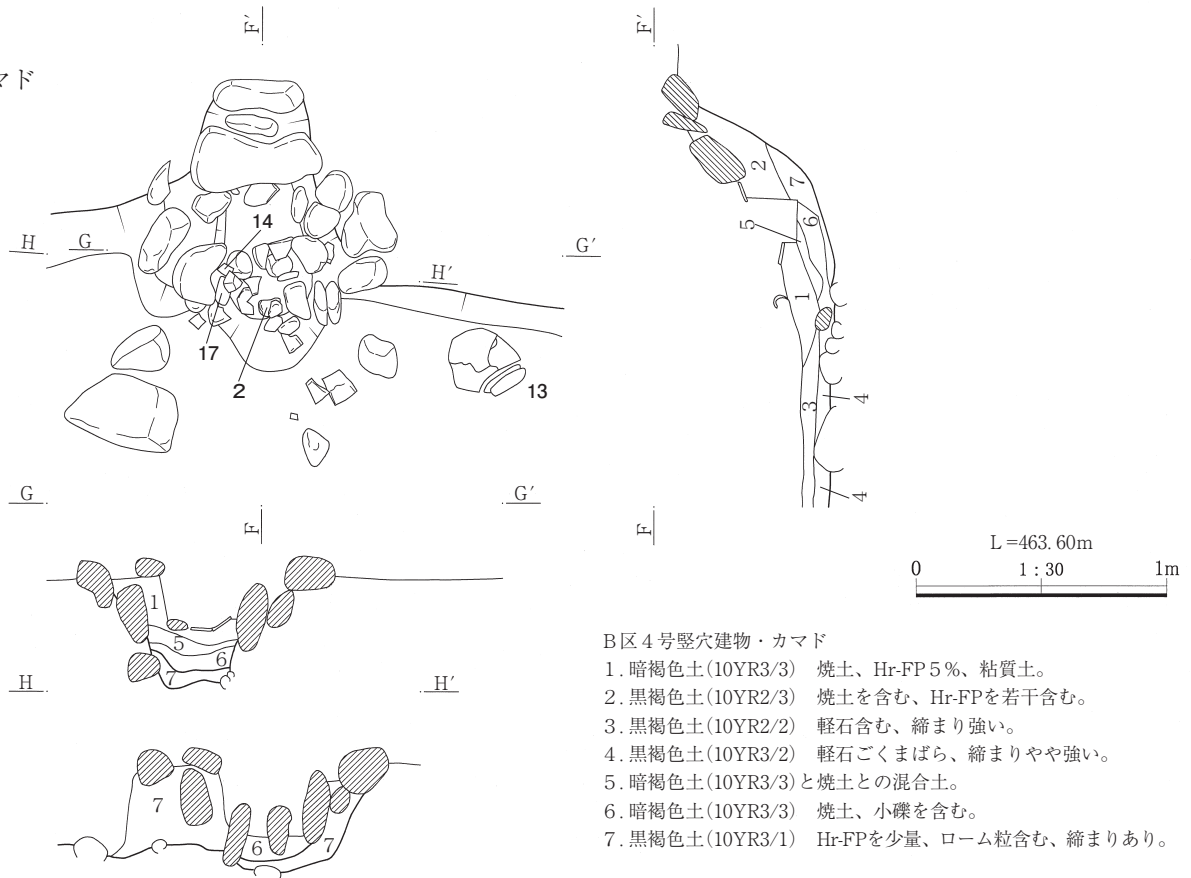 F′
F′
マド
14
H
G
G′
H′
17
2
13
G
G′
F
1
5
6
7
H
H′
7
6
7
2
7
5
6
1
3
4
4
F
L=463.60m
0
1：30
1m
B区4号竪穴建物・カマド
1．暗褐色土(10YR3/3)　焼土、Hr-FP 5％、粘質土。
2．黒褐色土(10YR2/3)　焼土を含む、Hr-FPを若干含む。
3．黒褐色土(10YR2/2)　軽石含む、締まり強い。
4．黒褐色土(10YR3/2)　軽石ごくまばら、締まりやや強い。
5．暗褐色土(10YR3/3)と焼土との混合土。
6．暗褐色土(10YR3/3)　焼土、小礫を含む。
7．黒褐色土(10YR3/1)　Hr-FPを少量、ローム粒含む、締まりあり。